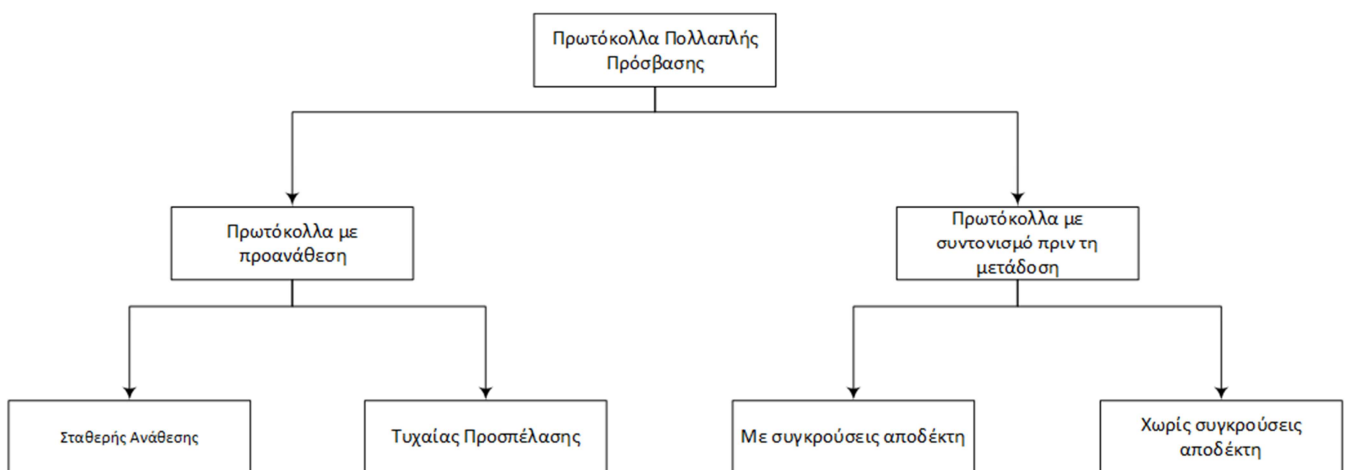 Πρωτόκολλα Πολλαπλής
Πρόσβασης
Πρωτόκολλα με
προανάθεση
Πρωτόκολλα με
συντονισμό πριν τη
μετάδοση
Σταθερής Ανάθεσης
Τυχαίας Προσπέλασης
Με συγκρούσεις αποδέκτη
Χωρίς συγκρούσεις
αποδέκτη